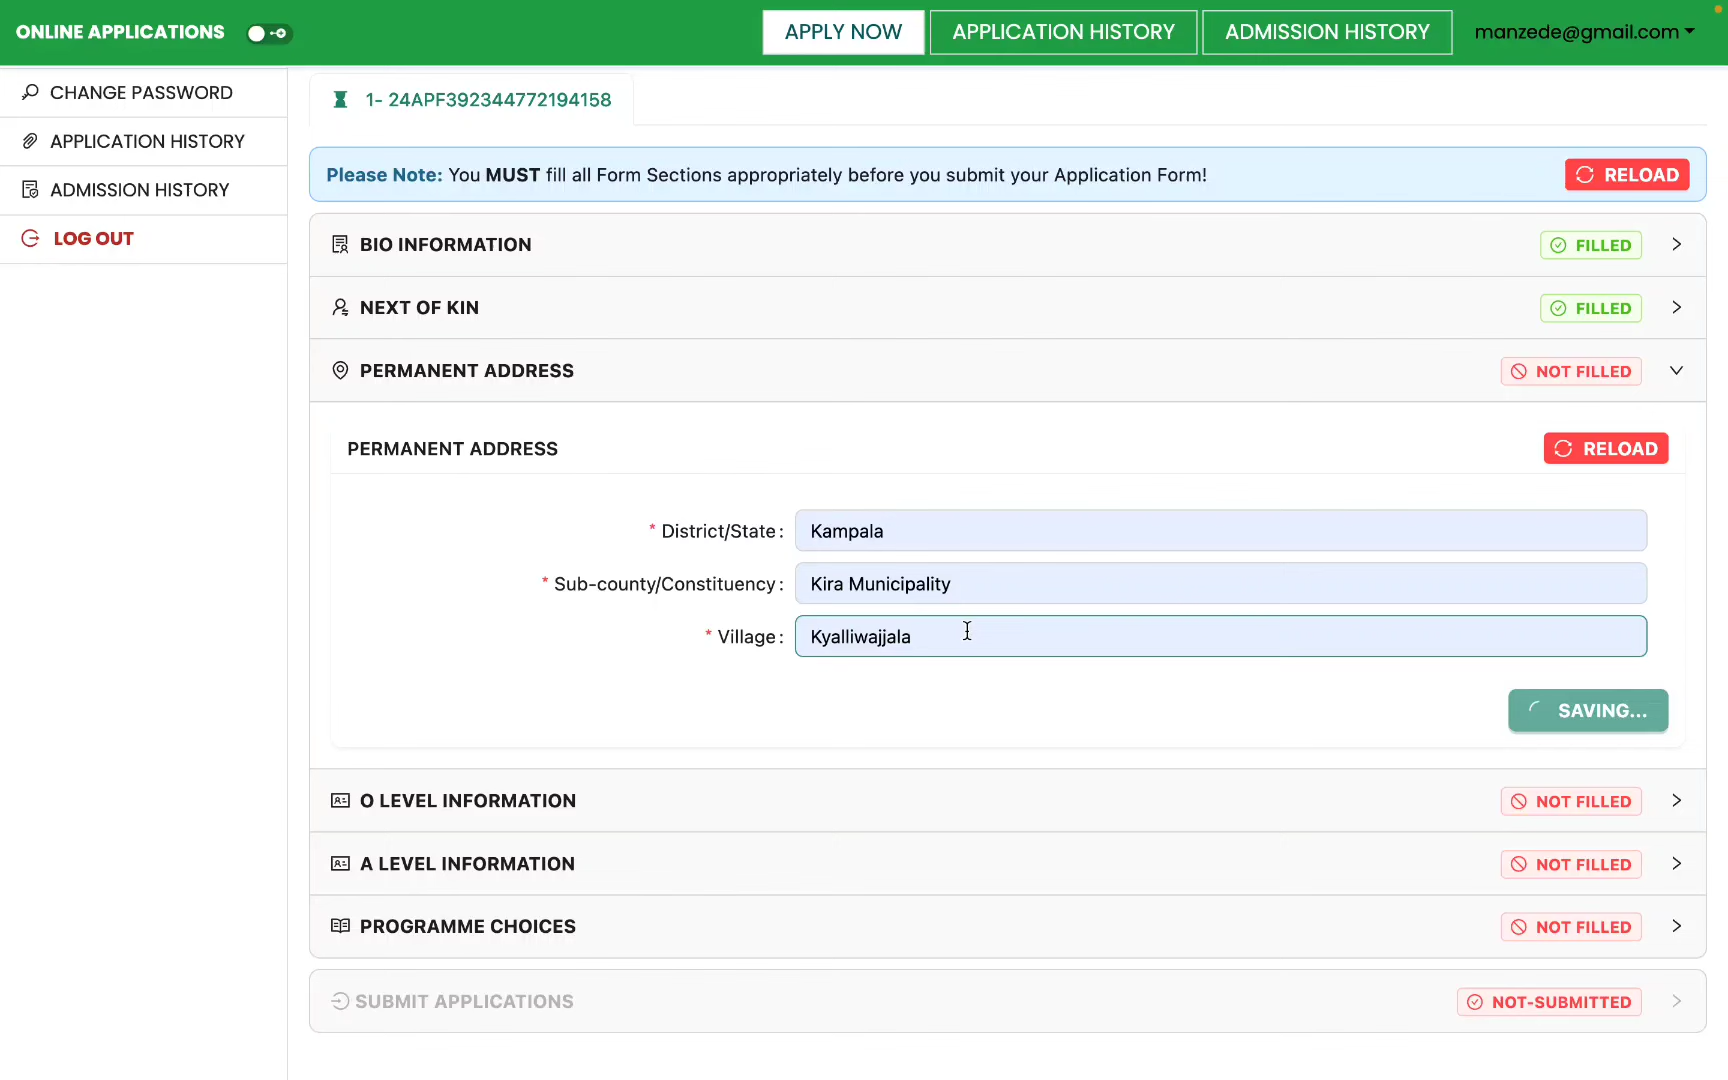 ONLINE APPLICATIONS
APPLY NOW
APPLICATION HISTORY
ADMISSION HISTORY
manzede@gmail.com
CHANGE PASSWORD
APPLICATION HISTORY
ADMISSION HISTORY
LOG OUT
1- 24APF392344772194158
Please Note: You MUST fill all Form Sections appropriately before you submit your Application Form!
RELOAD
BIO INFORMATION
FILLED
NEXT OF KIN
FILLED
PERMANENT ADDRESS
NOT FILLED
PERMANENT ADDRESS
RELOAD
* District/State: Kampala
* Sub-county/Constituency: Kira Municipality
* Village: Kyalliwajjala
SAVING...
O LEVEL INFORMATION
NOT FILLED
A LEVEL INFORMATION
NOT FILLED
PROGRAMME CHOICES
NOT FILLED
SUBMIT APPLICATIONS
NOT-SUBMITTED